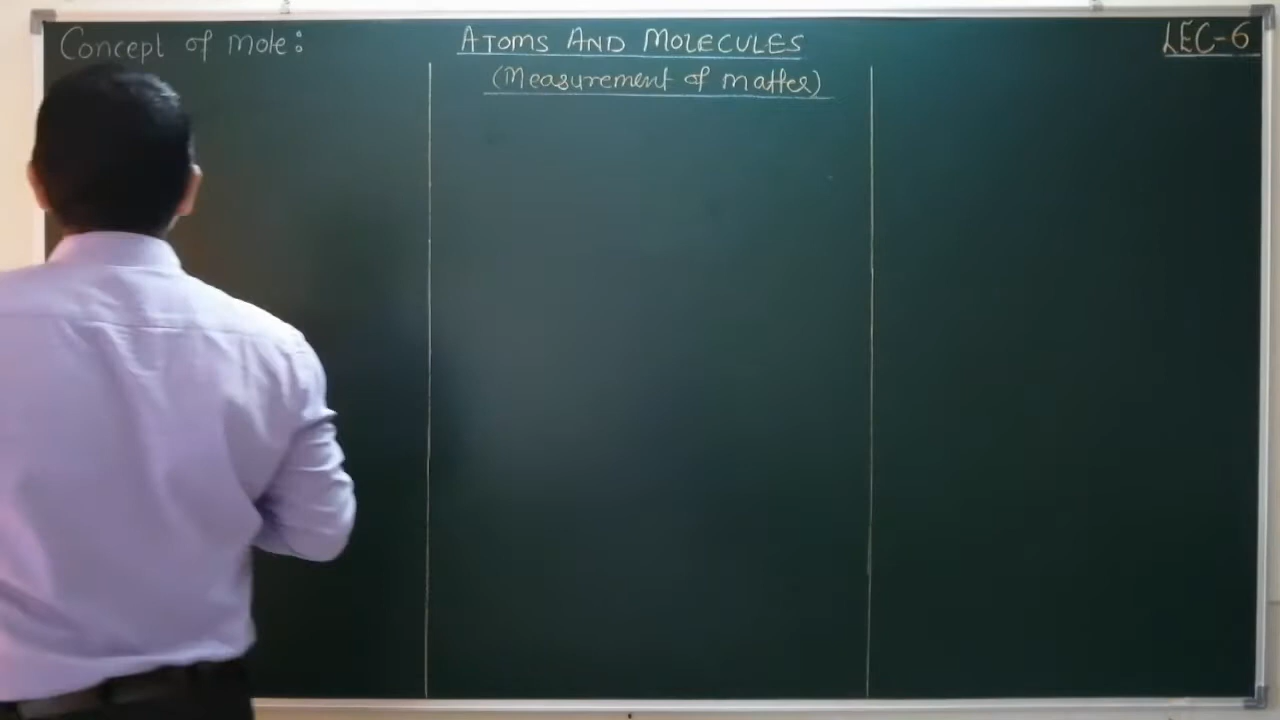 Concept of Mole:
ATOMS AND MOLECULES
(Measurement of matter)
LEC-6